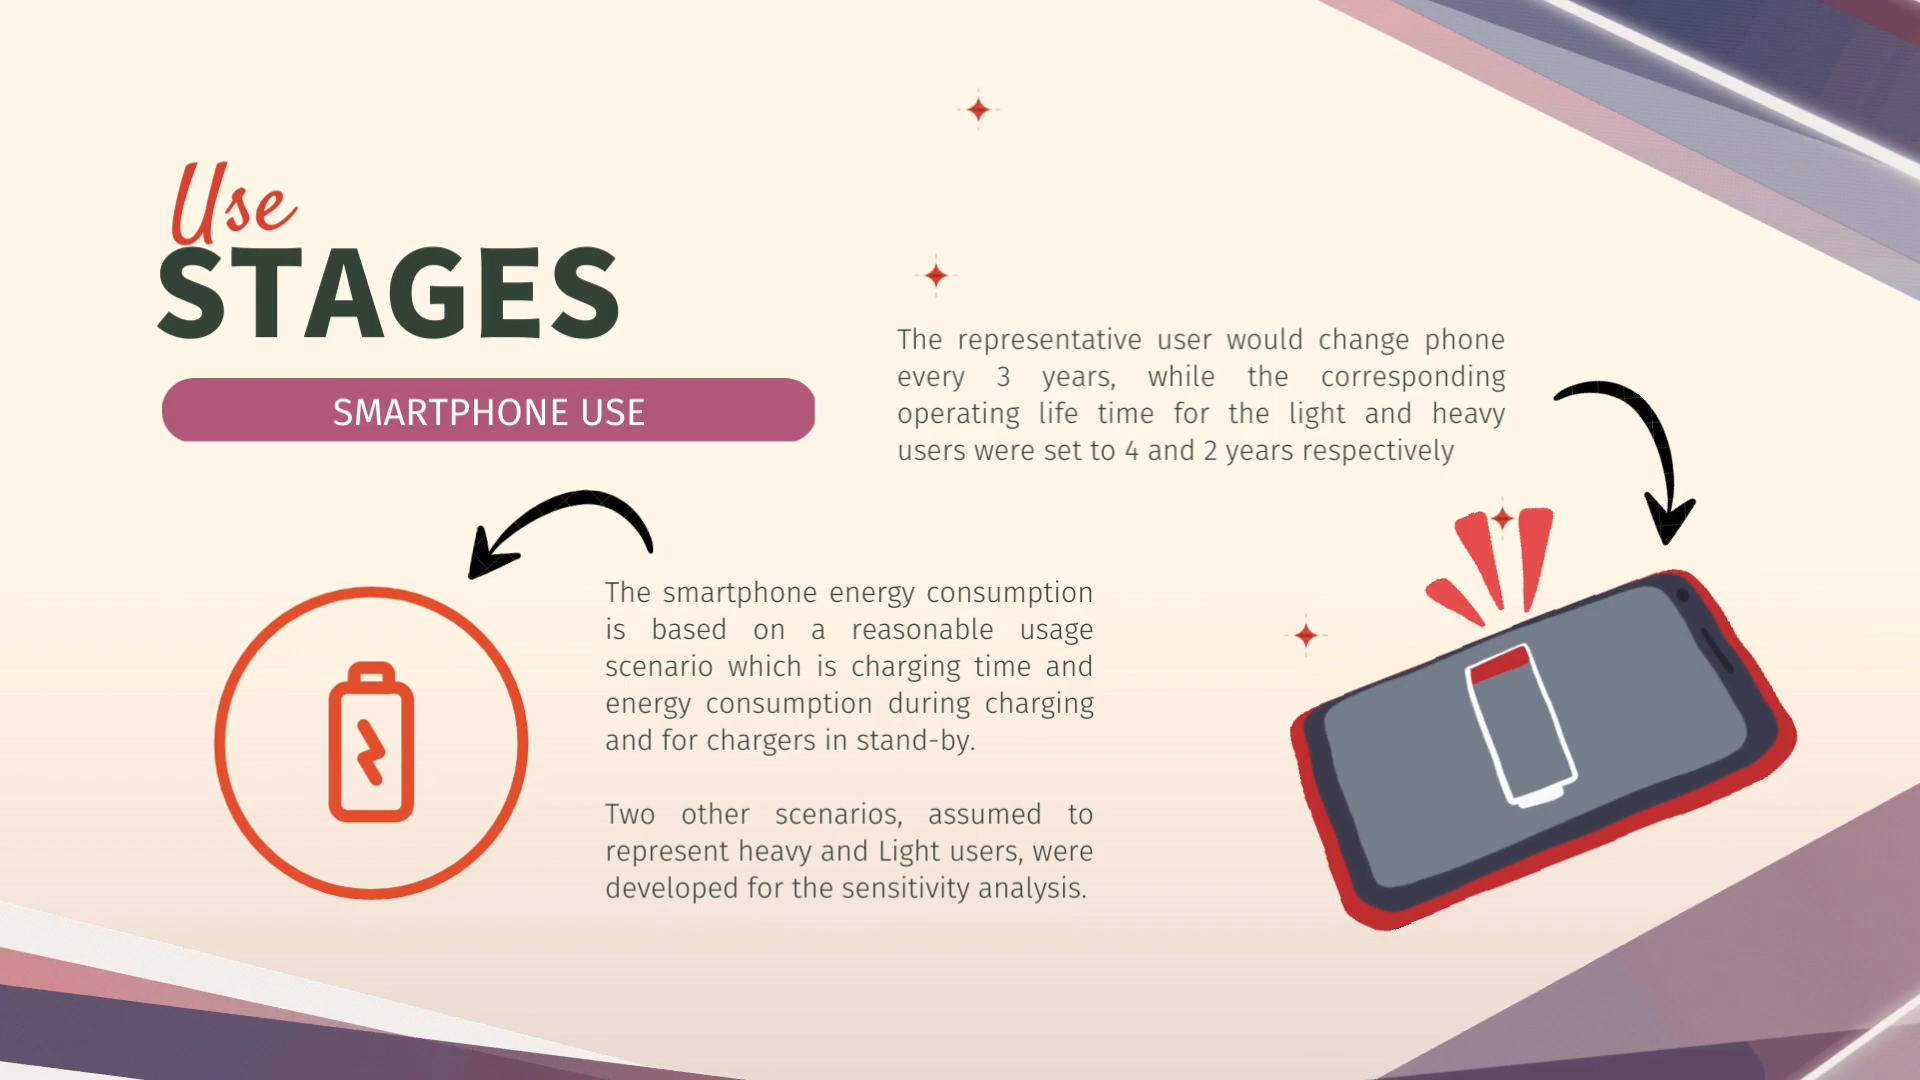 Use
STAGES
SMARTPHONE USE
The representative user would change phone
every 3 years, while the corresponding
operating life time for the light and heavy
users were set to 4 and 2 years respectively
The smartphone energy consumption
is based on a reasonable usage
scenario which is charging time and
energy consumption during charging
and for chargers in stand-by.
Two other scenarios, assumed to
represent heavy and Light users, were
developed for the sensitivity analysis.